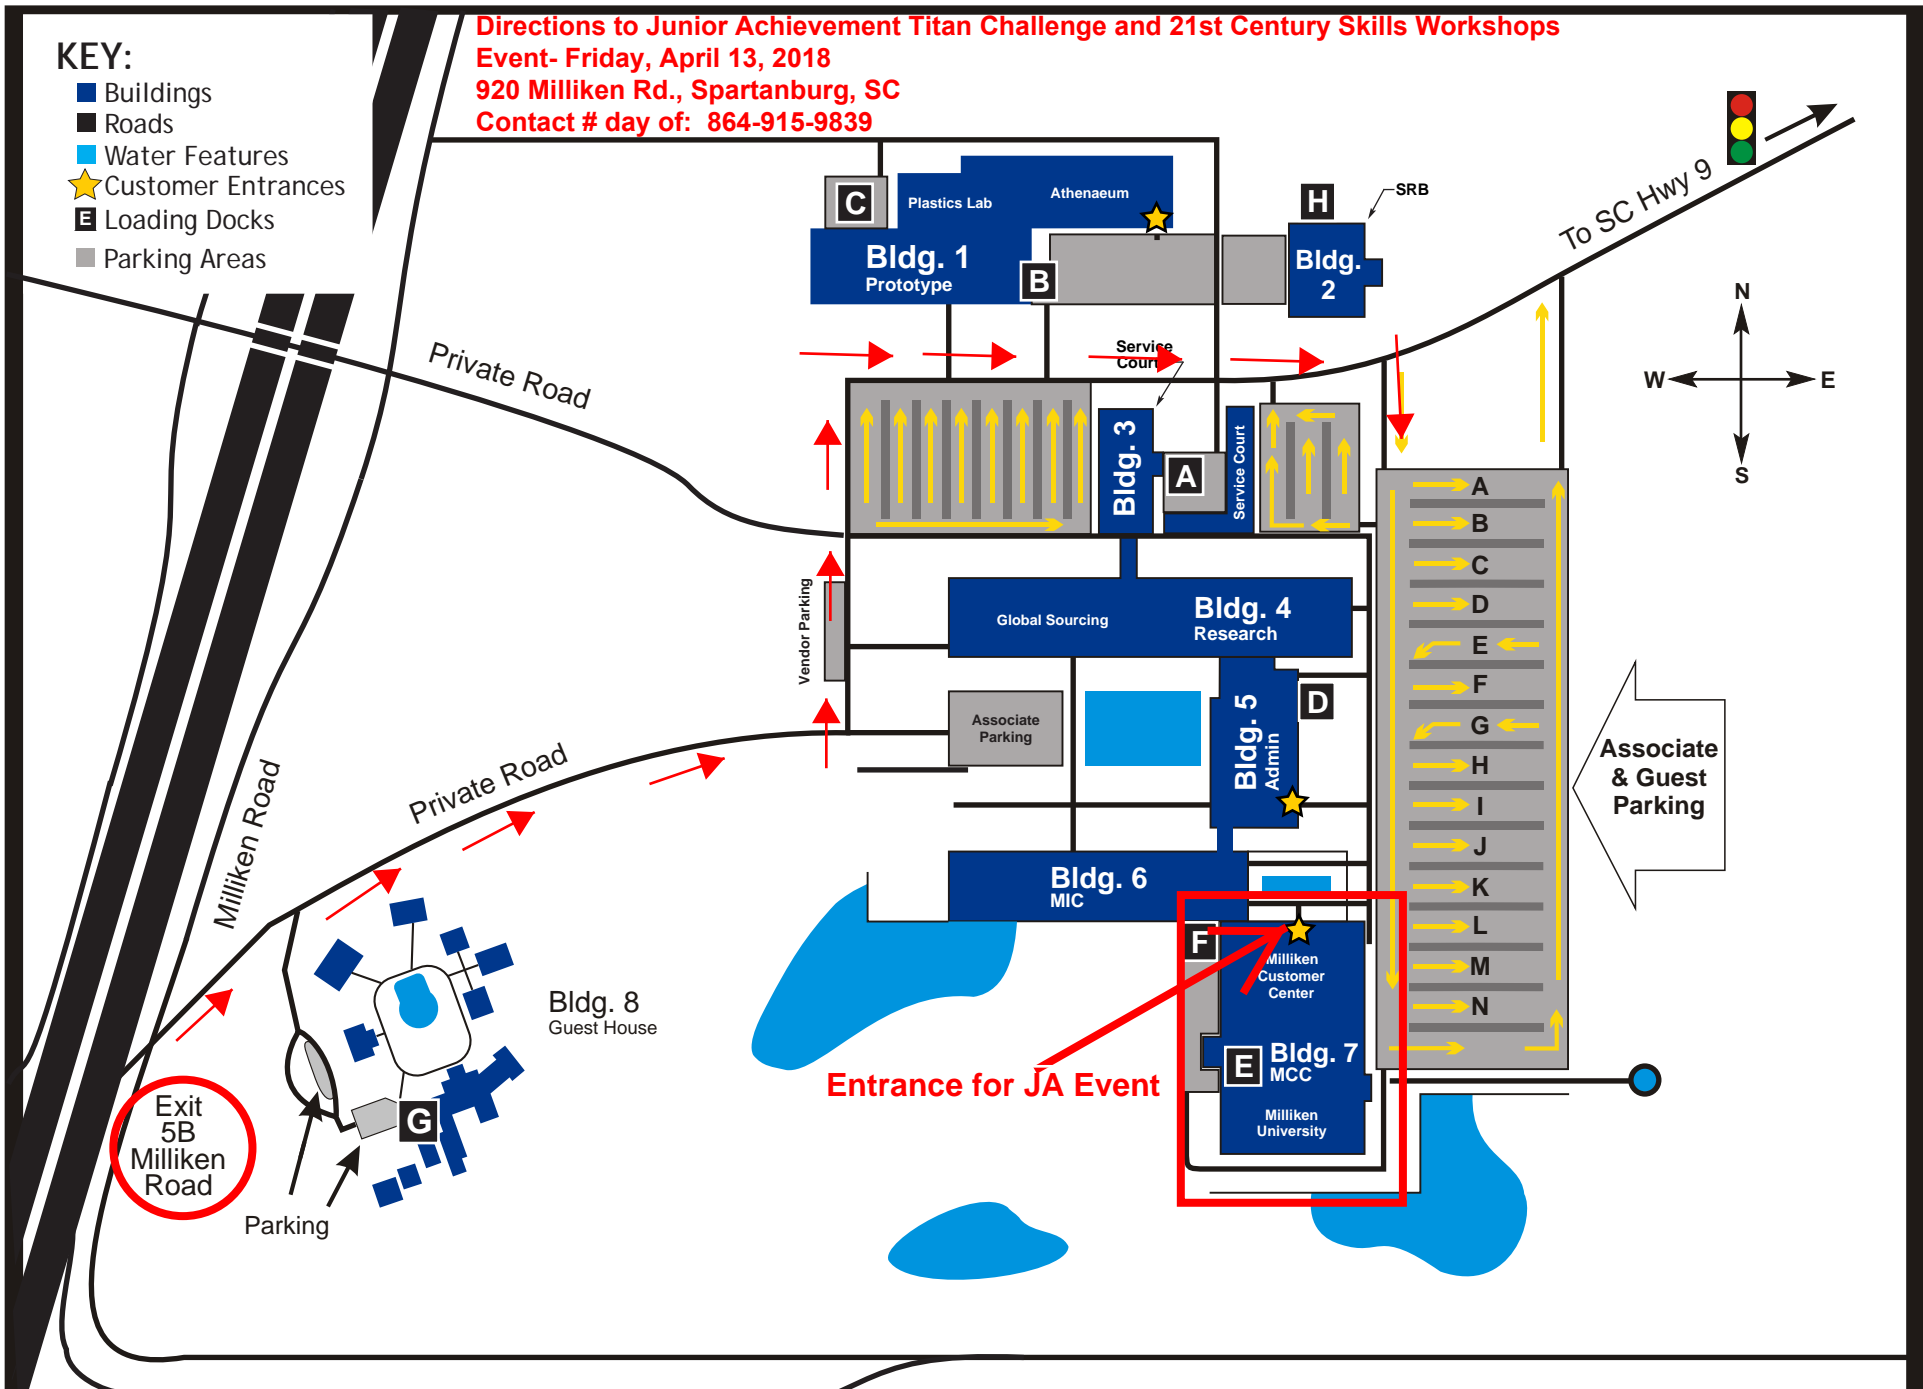 Directions to Junior Achievement Titan Challenge and 21st Century Skills Workshops
Event- Friday, April 13, 2018
920 Milliken Rd., Spartanburg, SC
Contact # day of:  864-915-9839
KEY:
Buildings
Roads
Water Features
Customer Entrances
E Loading Docks
Parking Areas
C
Plastics Lab
Athenaeum
Bldg. 1
Prototype
B
H
SRB
Bldg.
2
To SC Hwy 9
N
W
E
S
Private Road
Service
Court
Bldg. 3
A
Service Court
Vendor Parking
Global Sourcing
Bldg. 4
Research
Associate
Parking
Bldg. 5
Admin
D
A
B
C
D
E
F
G
H
I
J
K
L
M
N
Associate
& Guest
Parking
Private Road
Milliken Road
Bldg. 6
MIC
F
Milliken
Customer
Center
E
Bldg. 7
MCC
Milliken
University
Entrance for JA Event
Bldg. 8
Guest House
G
Exit
5B
Milliken
Road
Parking